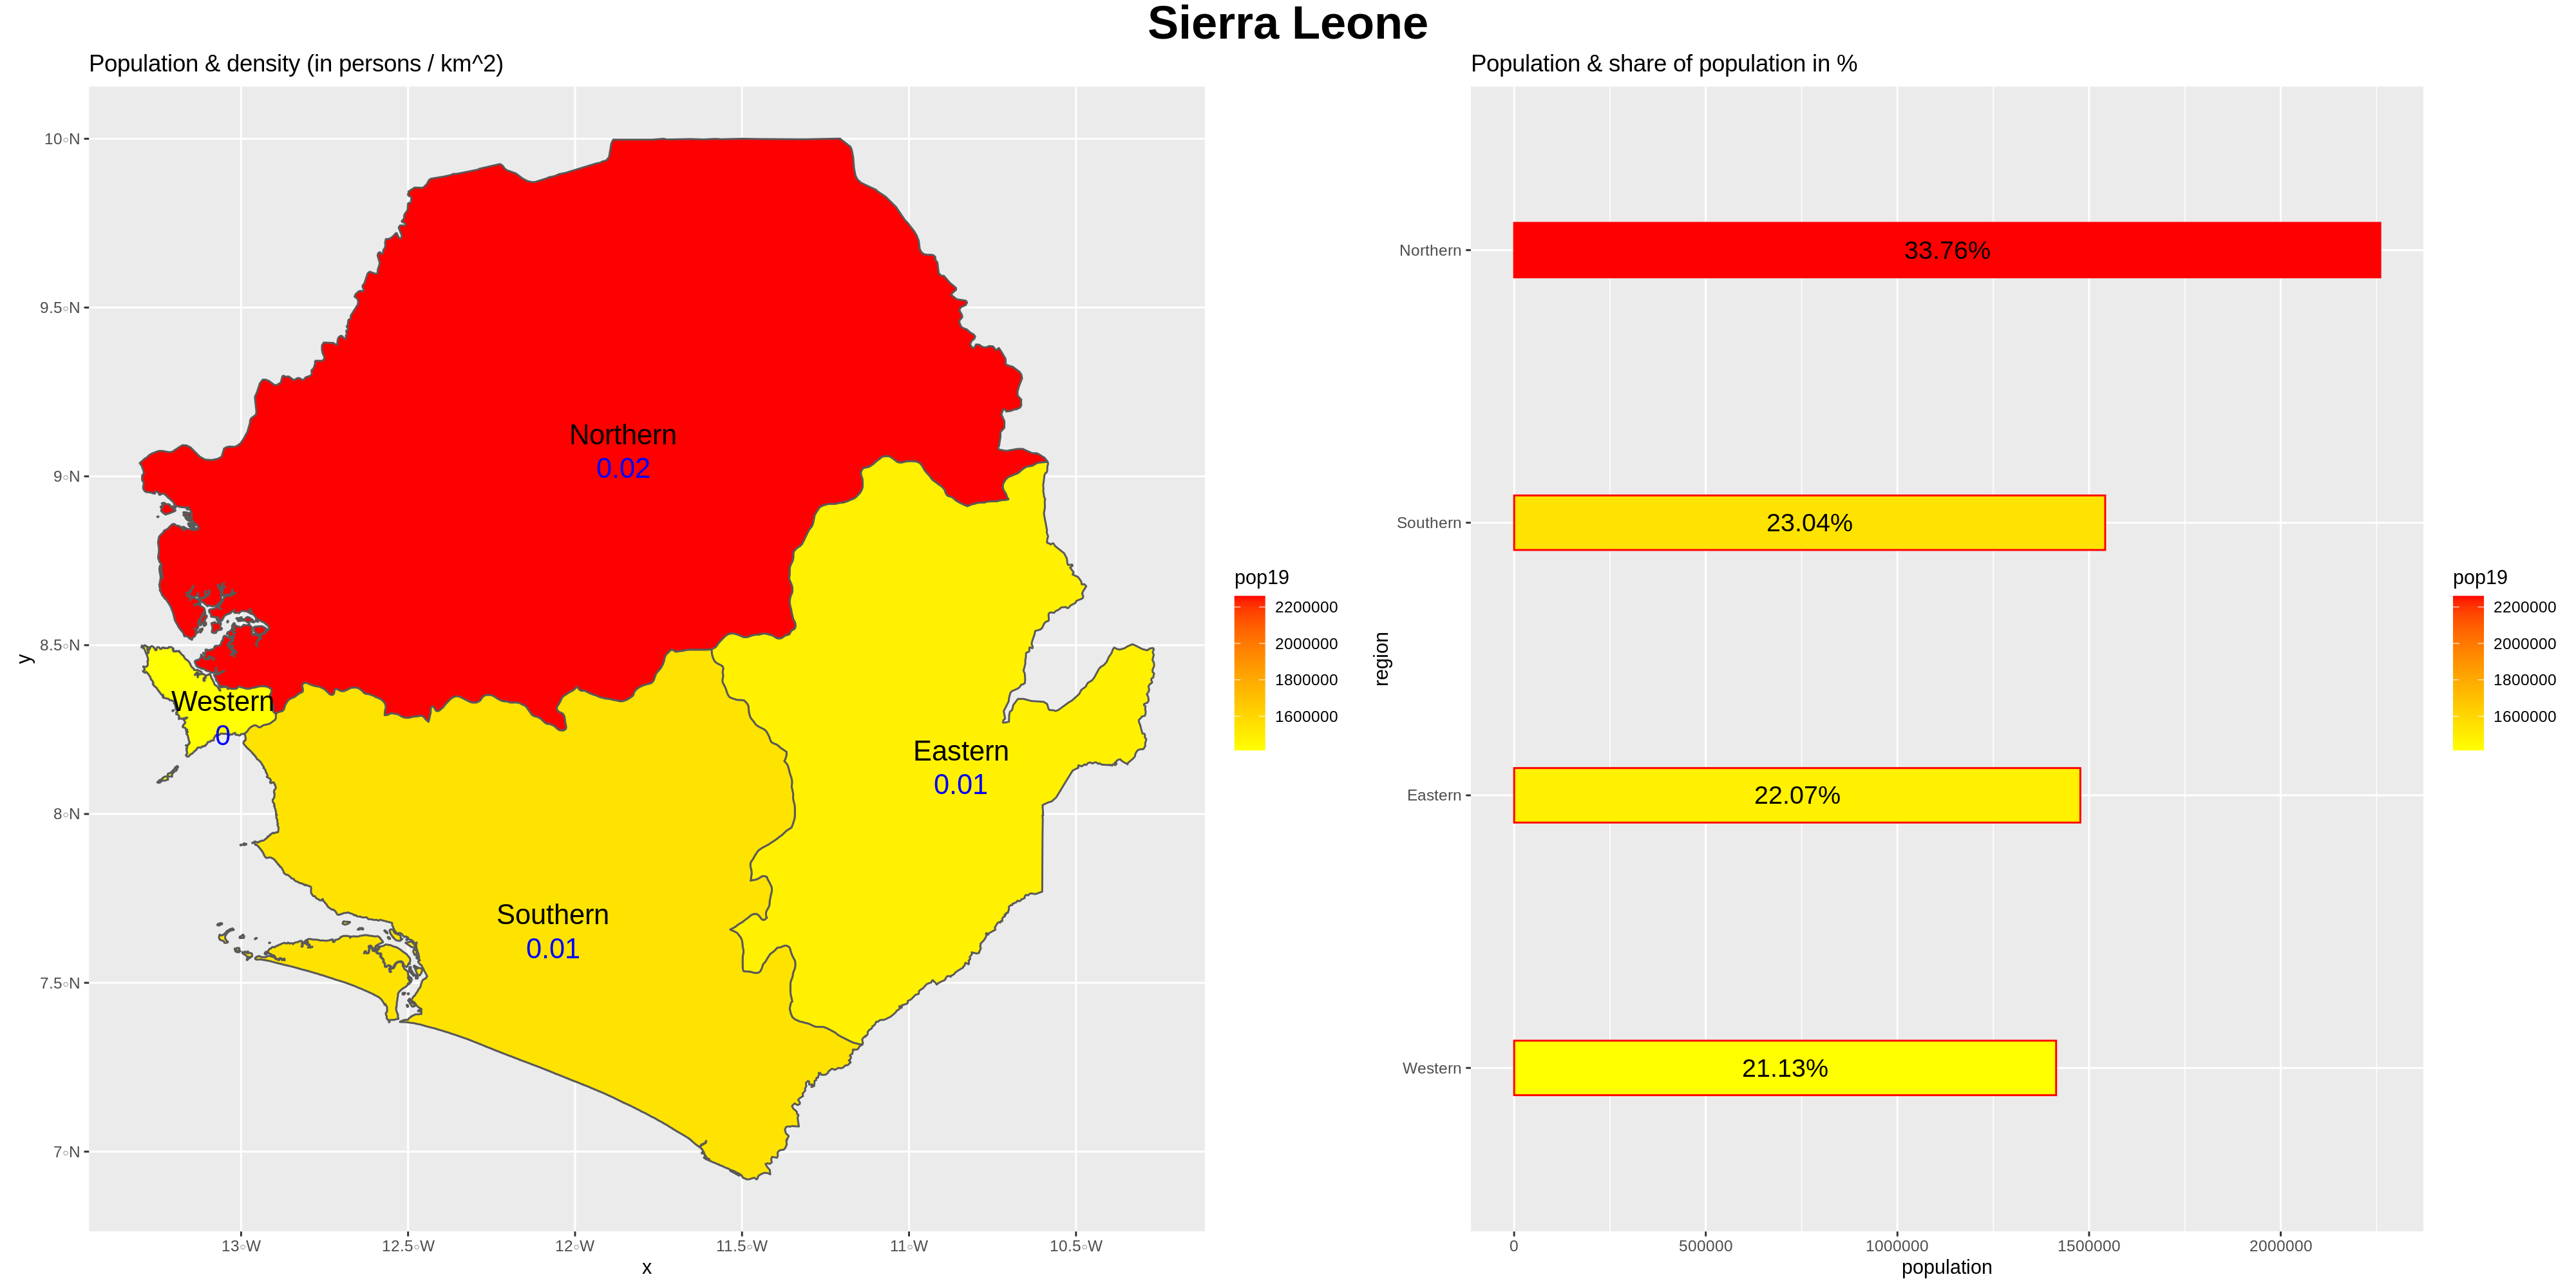 Sierra Leone
Population & density (in persons / km^2)
10◦N
9.5◦N
9◦N
8.5◦N
8◦N
7.5◦N
7◦N
y
Northern
0.02
Western
0
Eastern
0.01
Southern
0.01
13◦W
12.5◦W
12◦W
11.5◦W
11◦W
10.5◦W
x
pop19
2200000
2000000
1800000
1600000
Population & share of population in %
region
Northern
33.76%
Southern
23.04%
Eastern
22.07%
Western
21.13%
0
500000
1000000
1500000
2000000
population
pop19
2200000
2000000
1800000
1600000